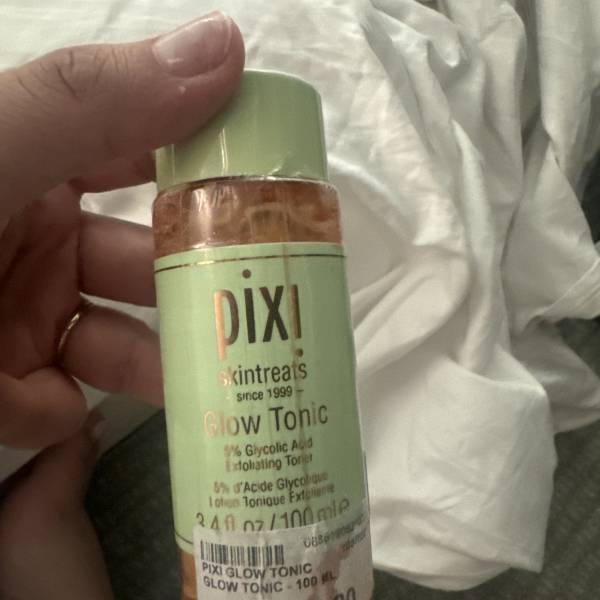 pixi
skintreats
- since 1999 -
Glow Tonic
5% Glycolic Acid
Exfoliating Toner
5% d'Acide Glycolique
Lotion Tonique Exfoliante
3.4 fl oz / 100 ml e
PIXI GLOW TONIC
GLOW TONIC - 100 ML